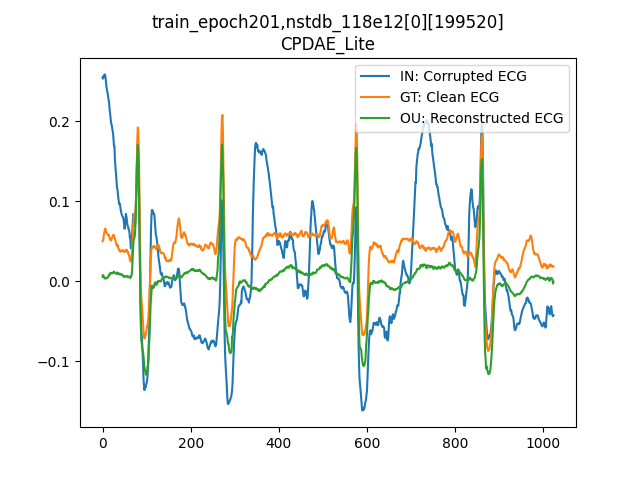 train_epoch201,nstdb_118e12[0][199520]
CPDAE_Lite
IN: Corrupted ECG
GT: Clean ECG
OU: Reconstructed ECG
0.2
0.1
0.0
−0.1
0 200 400 600 800 1000